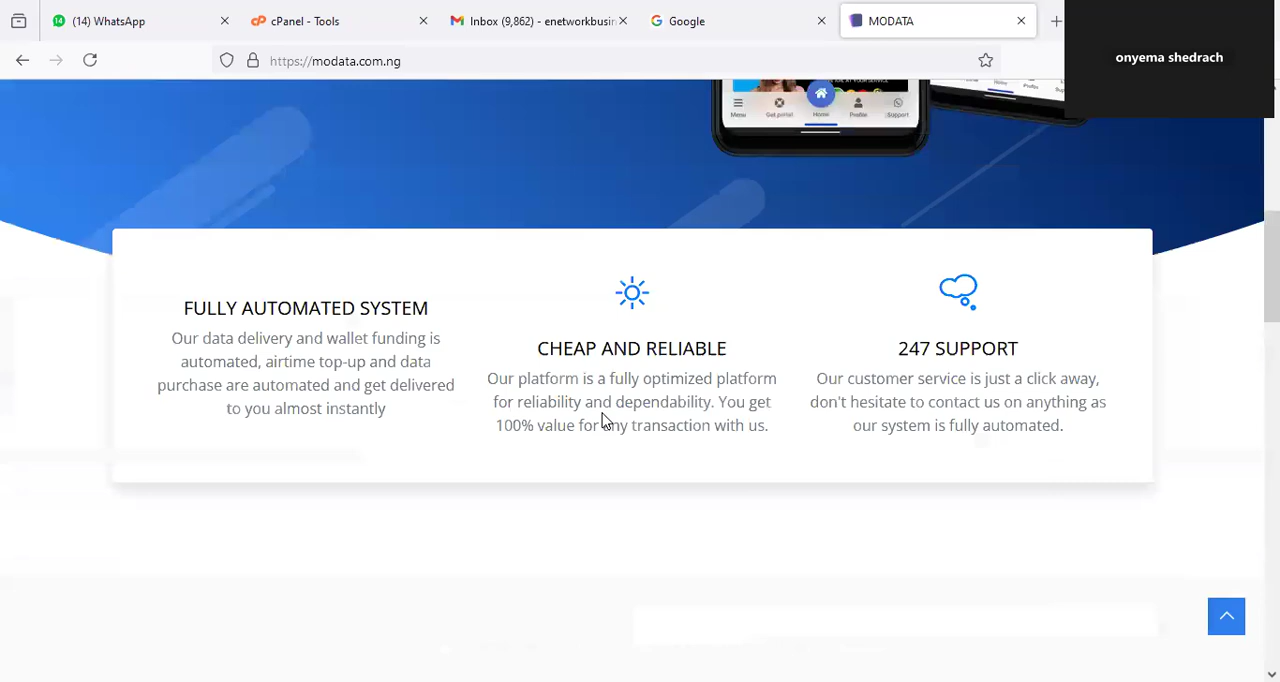 (14) WhatsApp
cPanel - Tools
Inbox (9,862) - enetworkbusin
Google
MODATA
onyema shedrach
https://modata.com.ng
Menu
Home
Profile
Support
FULLY AUTOMATED SYSTEM
Our data delivery and wallet funding is
automated, airtime top-up and data
purchase are automated and get delivered
to you almost instantly
CHEAP AND RELIABLE
Our platform is a fully optimized platform
for reliability and dependability. You get
100% value for any transaction with us.
247 SUPPORT
Our customer service is just a click away,
don't hesitate to contact us on anything as
our system is fully automated.